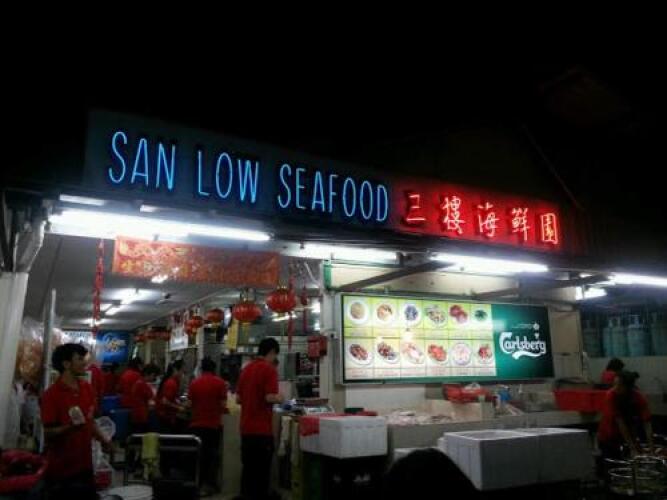 SAN LOW SEAFOOD 三樓海鮮園
Carlsberg